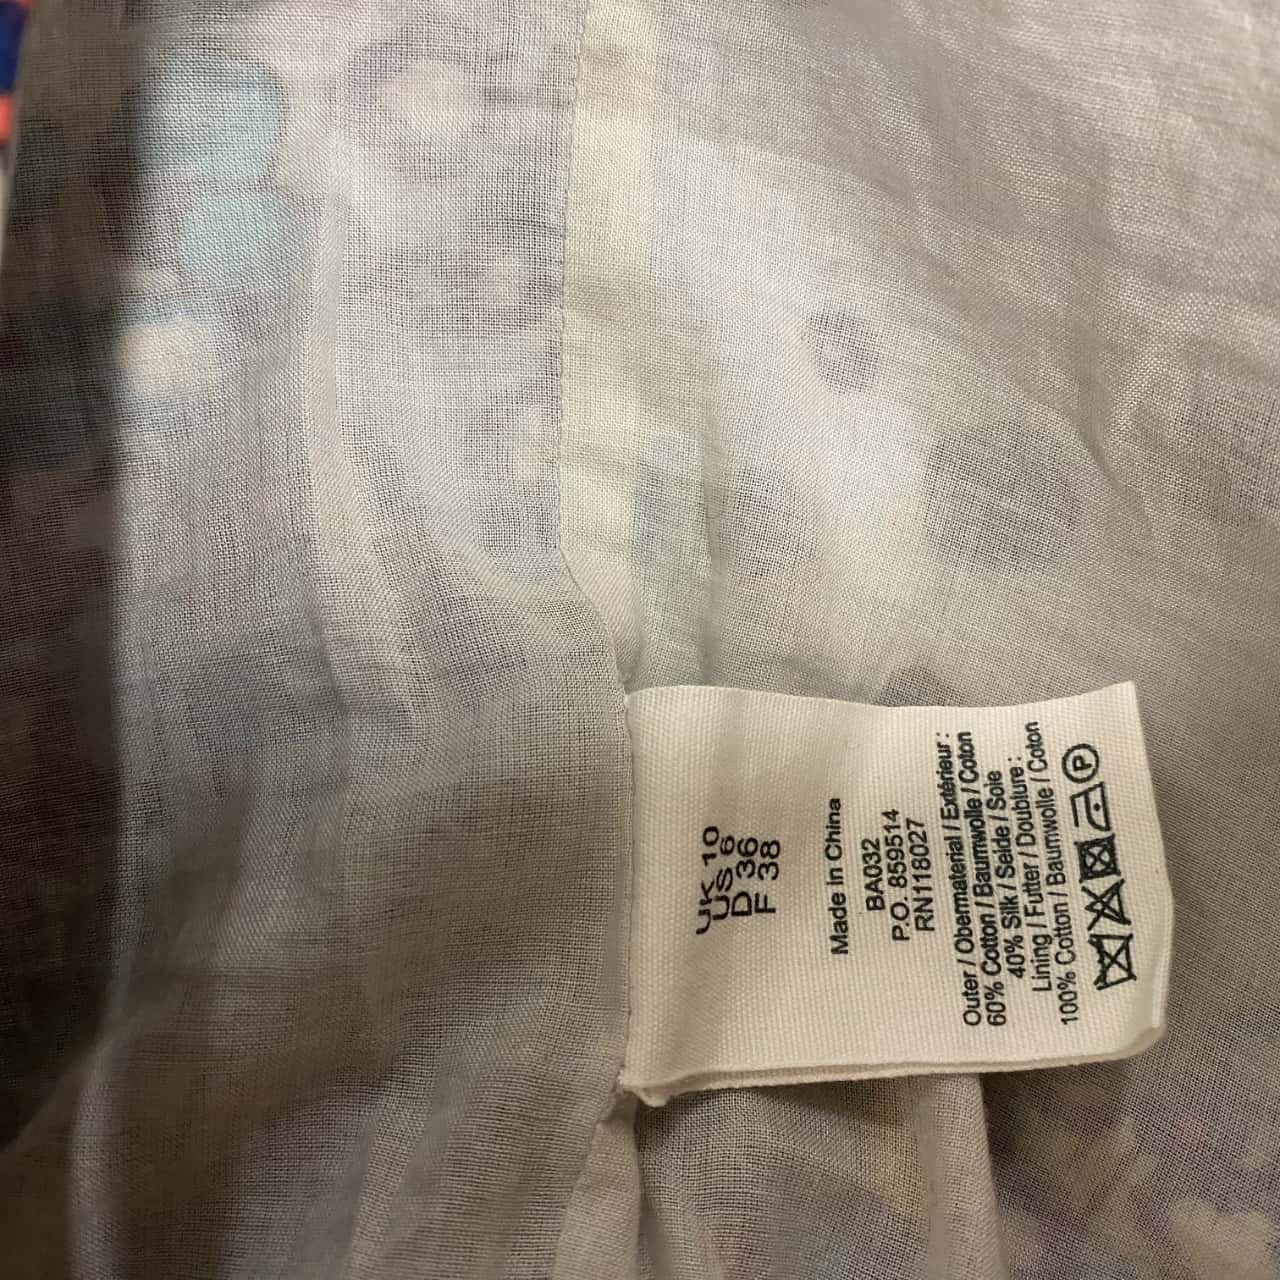 UK 10
US 6
D 36
F 38
Made in China
BA032
P.O. 859514
RN118027
Outer / Obermaterial / Extérieur :
60% Cotton / Baumwolle / Coton
40% Silk / Seide / Soie
Lining / Futter / Doublure :
100% Cotton / Baumwolle / Coton
P